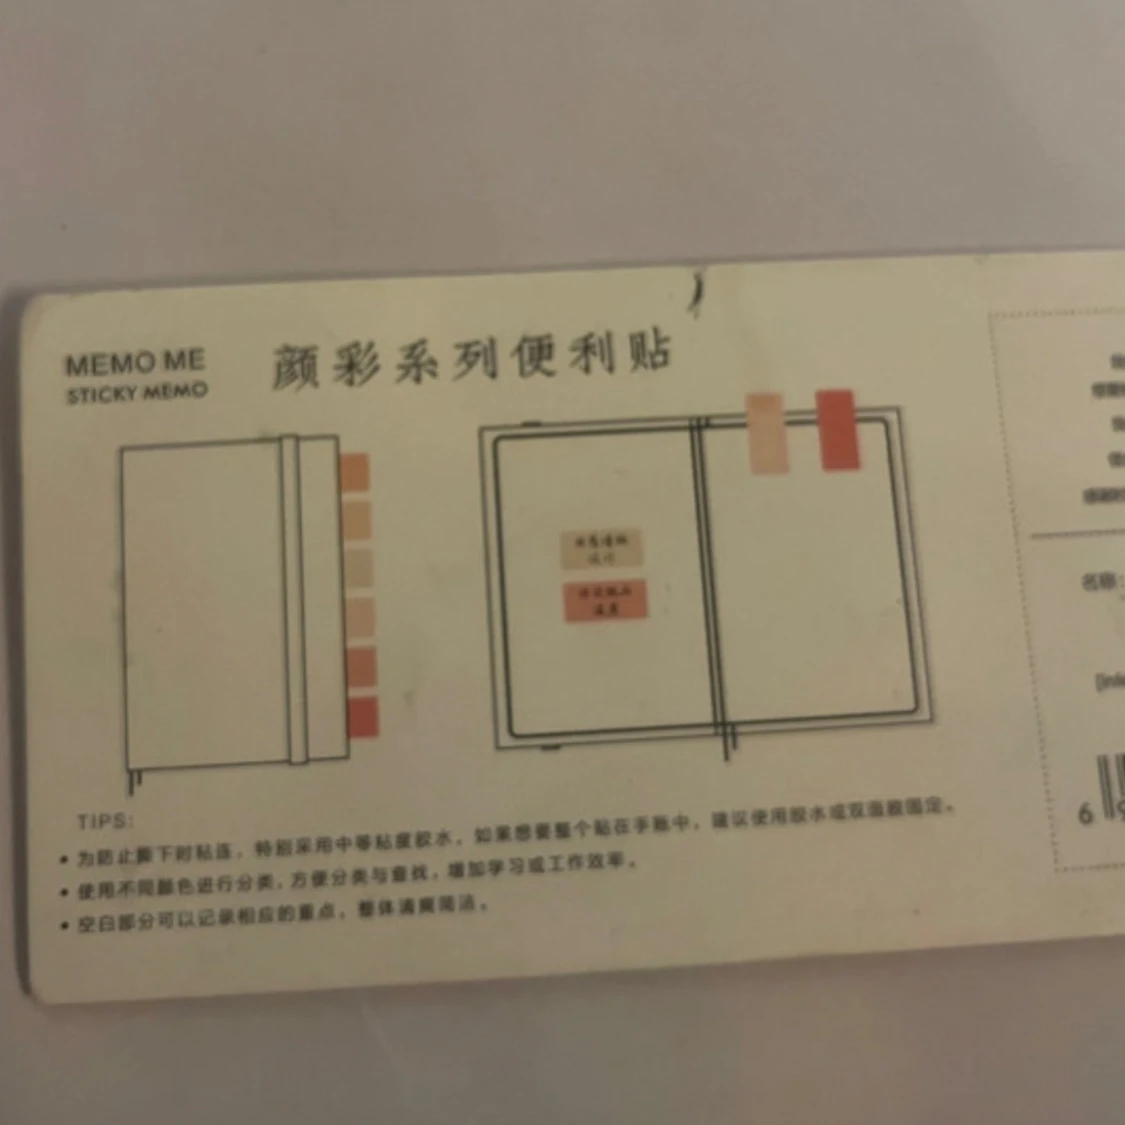 MEMO ME
STICKY MEMO
颜彩系列便利贴
TIPS:
• 为防止撕下时粘连，特别采用中等粘度胶水，如果想要整个贴在手账中，建议使用胶水或双面胶固定。
• 使用不同颜色进行分类，方便分类与查找，增加学习或工作效率。
• 空白部分可以记录相应的重点，整体清爽简洁。
名称：
6 9